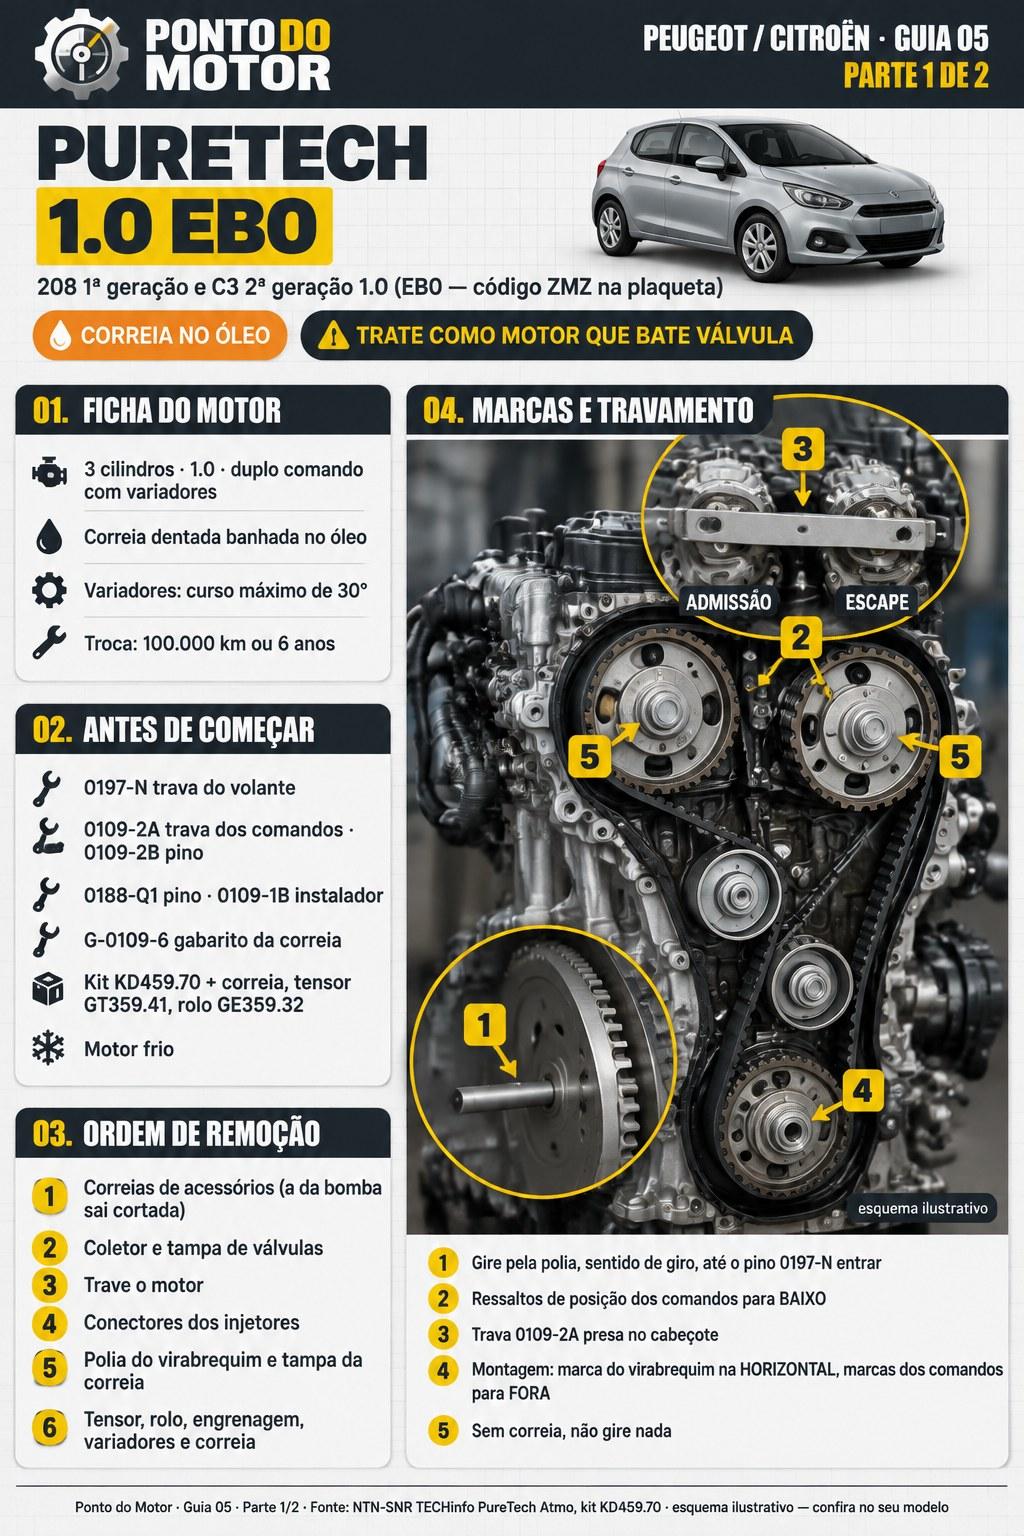 PONTO DO
MOTOR
PEUGEOT / CITROËN · GUIA 05
PARTE 1 DE 2
PURETECH
1.0 EB0
208 1ª geração e C3 2ª geração 1.0 (EB0 — código ZMZ na plaqueta)
CORREIA NO ÓLEO
TRATE COMO MOTOR QUE BATE VÁLVULA
01. FICHA DO MOTOR
3 cilindros · 1.0 · duplo comando
com variadores
Correia dentada banhada no óleo
Variadores: curso máximo de 30°
Troca: 100.000 km ou 6 anos
02. ANTES DE COMEÇAR
0197-N trava do volante
0109-2A trava dos comandos ·
0109-2B pino
0188-Q1 pino · 0109-1B instalador
G-0109-6 gabarito da correia
Kit KD459.70 + correia, tensor
GT359.41, rolo GE359.32
Motor frio
03. ORDEM DE REMOÇÃO
1 Correias de acessórios (a da bomba
sai cortada)
2 Coletor e tampa de válvulas
3 Trave o motor
4 Conectores dos injetores
5 Polia do virabrequim e tampa da
correia
6 Tensor, rolo, engrenagem,
variadores e correia
04. MARCAS E TRAVAMENTO
3
ADMISSÃO ESCAPE
2
5
5
1
4
esquema ilustrativo
1 Gire pela polia, sentido de giro, até o pino 0197-N entrar
2 Ressaltos de posição dos comandos para BAIXO
3 Trava 0109-2A presa no cabeçote
4 Montagem: marca do virabrequim na HORIZONTAL, marcas dos comandos
para FORA
5 Sem correia, não gire nada
Ponto do Motor · Guia 05 · Parte 1/2 · Fonte: NTN-SNR TECHinfo PureTech Atmo, kit KD459.70 · esquema ilustrativo — confira no seu modelo